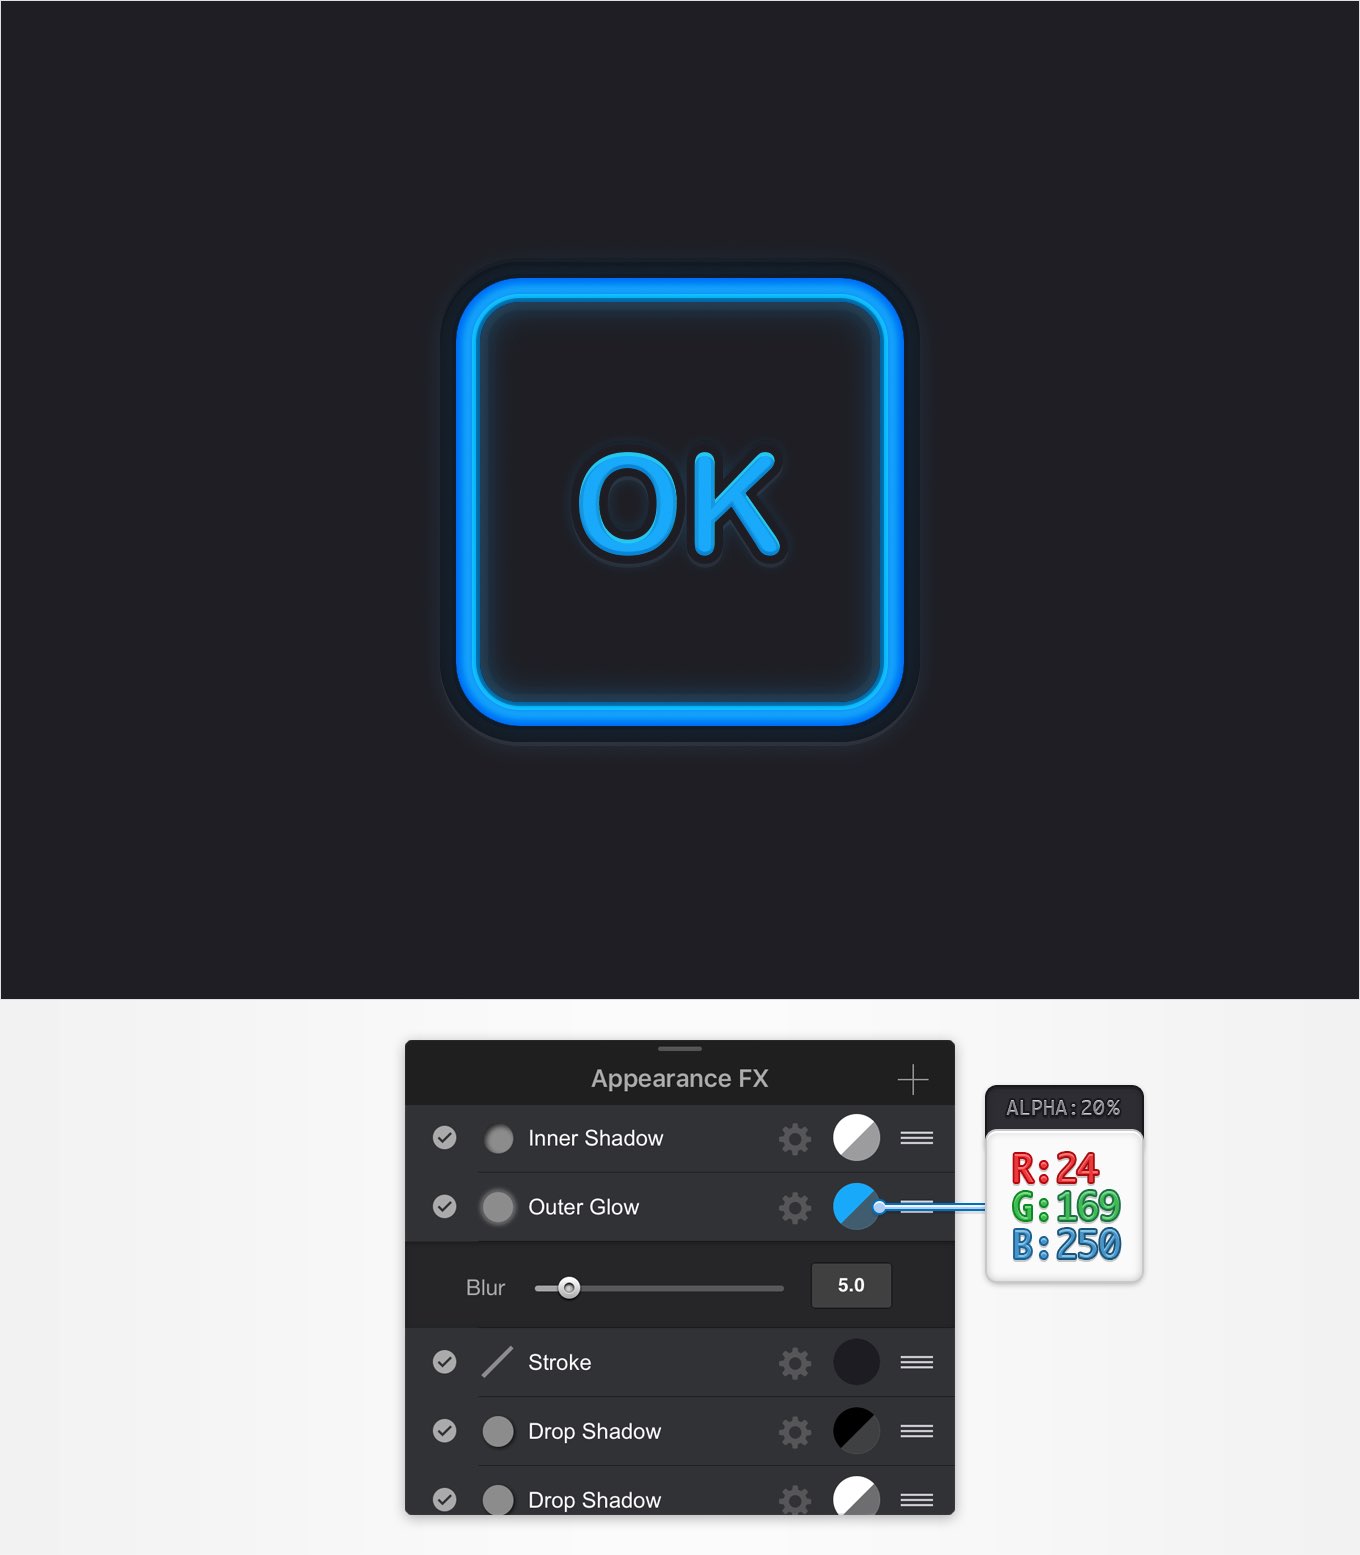 OK
Appearance FX
Inner Shadow
Outer Glow
Blur 5.0
Stroke
Drop Shadow
Drop Shadow
ALPHA:20%
R:24
G:169
B:250